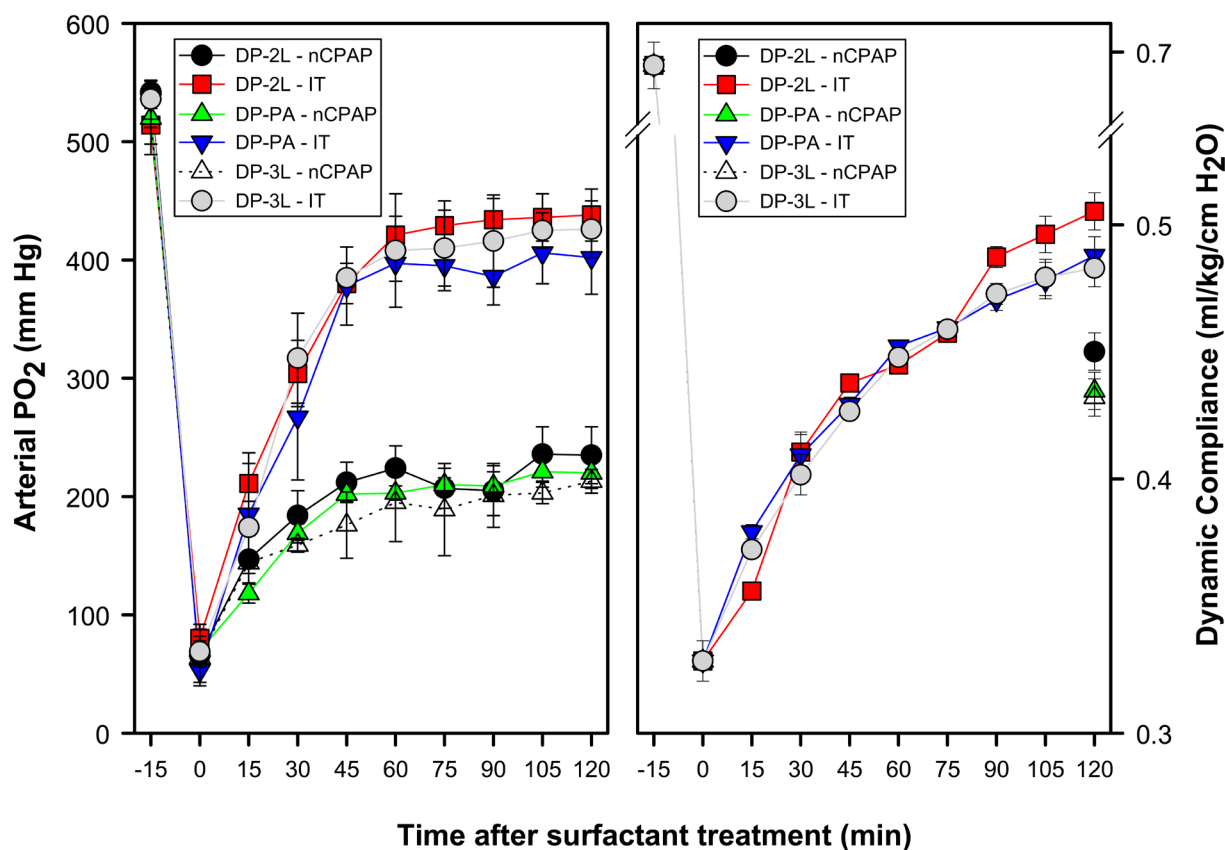 Arterial PO2 (mm Hg)
600
500
400
300
200
100
0
DP-2L - nCPAP
DP-2L - IT
DP-PA - nCPAP
DP-PA - IT
DP-3L - nCPAP
DP-3L - IT
-15 0 15 30 45 60 75 90 105 120
DP-2L - nCPAP
DP-2L - IT
DP-PA - nCPAP
DP-PA - IT
DP-3L - nCPAP
DP-3L - IT
-15 0 15 30 45 60 75 90 105 120
0.7
0.5
0.4
0.3
Dynamic Compliance (ml/kg/cm H2O)
Time after surfactant treatment (min)